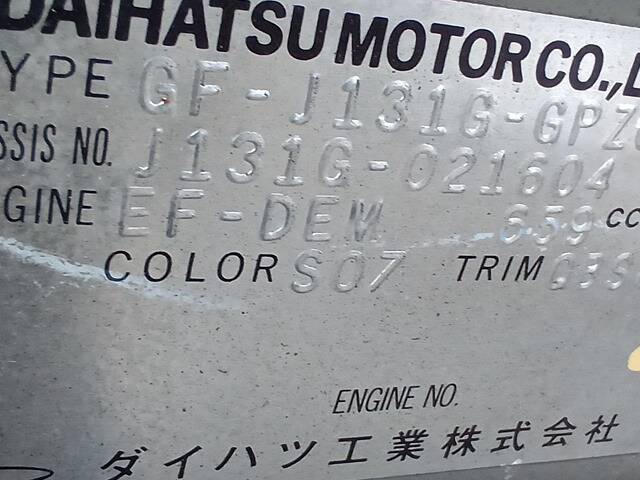 DAIHATSU MOTOR CO., L
YPE GF-J131G-GPZ
SSIS NO. J131G-021604
GINE EF-DEM 659 CC
COLOR S07 TRIM
ENGINE NO.
ダイハツ工業株式会社